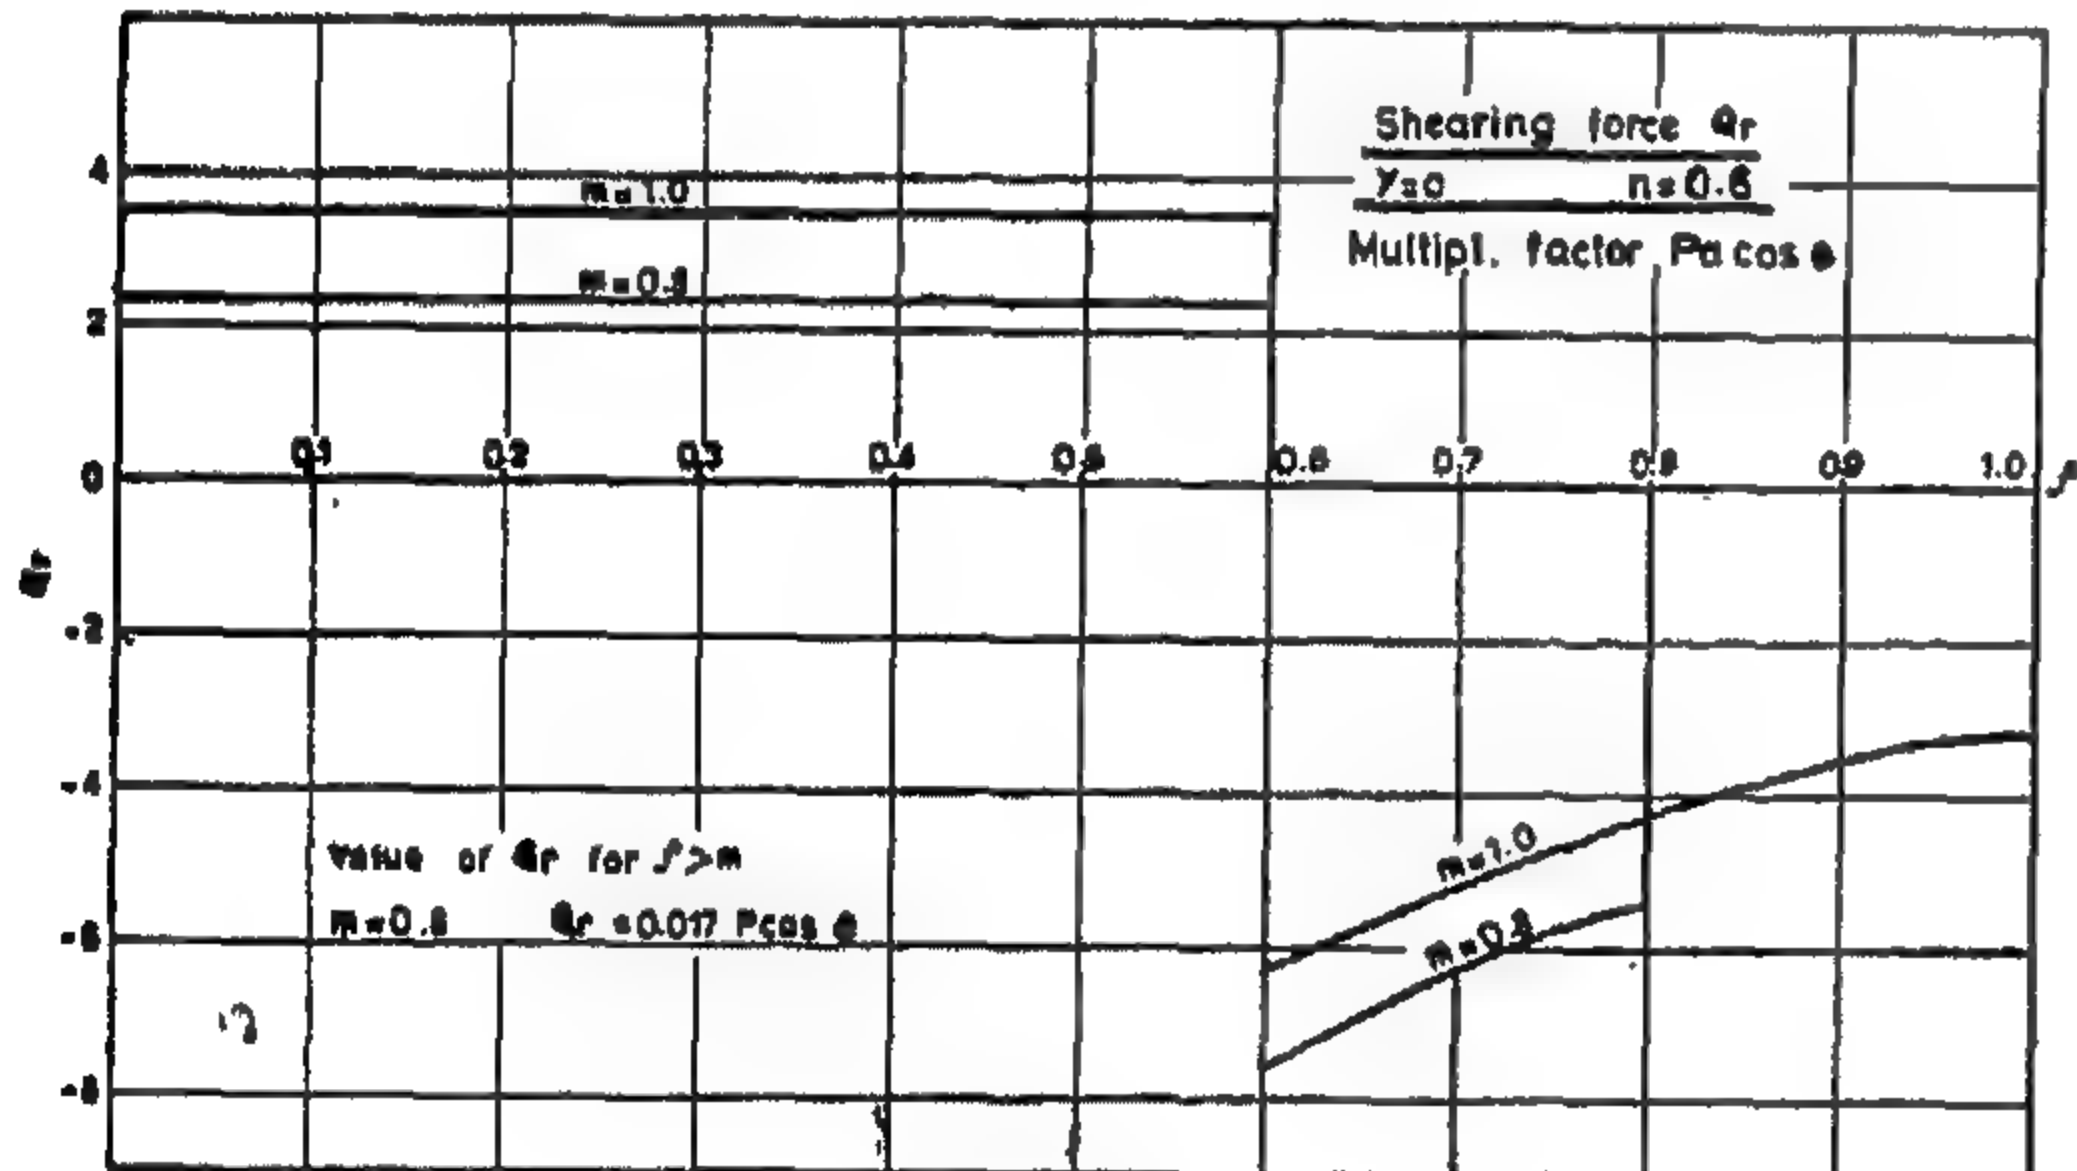 Shearing force Qr
4
m=1.0
γ=0 n=0.6
Multipl. factor Pa cos θ
m=0.8
2
0.1 0.2 0.3 0.4 0.5 0.6 0.7 0.8 0.9 1.0 ρ
0
Qr
-2
-4
m=1.0
Value of Qr for ρ>m
m=0.8 Qr =0.017 Pcos θ
m=0.8
-6
-8